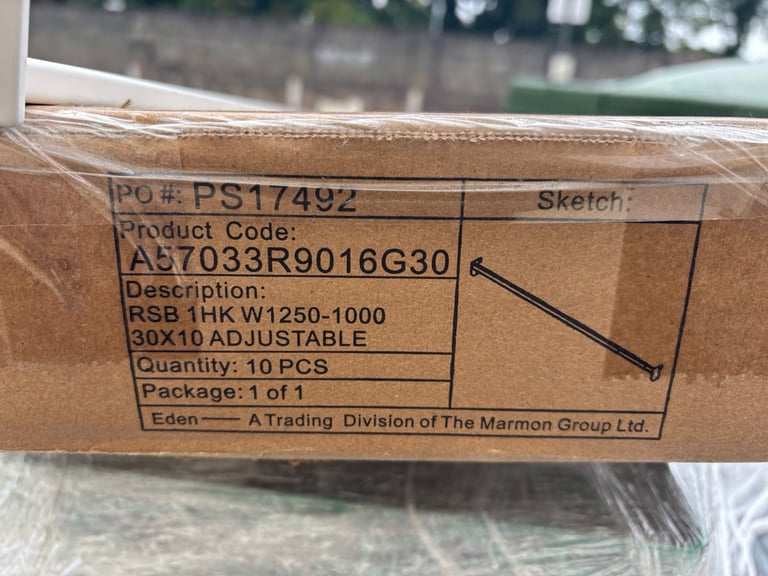 PO #: PS17492
Sketch:
Product Code:
A57033R9016G30
Description:
RSB 1HK W1250-1000
30X10 ADJUSTABLE
Quantity: 10 PCS
Package: 1 of 1
Eden — A Trading Division of The Marmon Group Ltd.